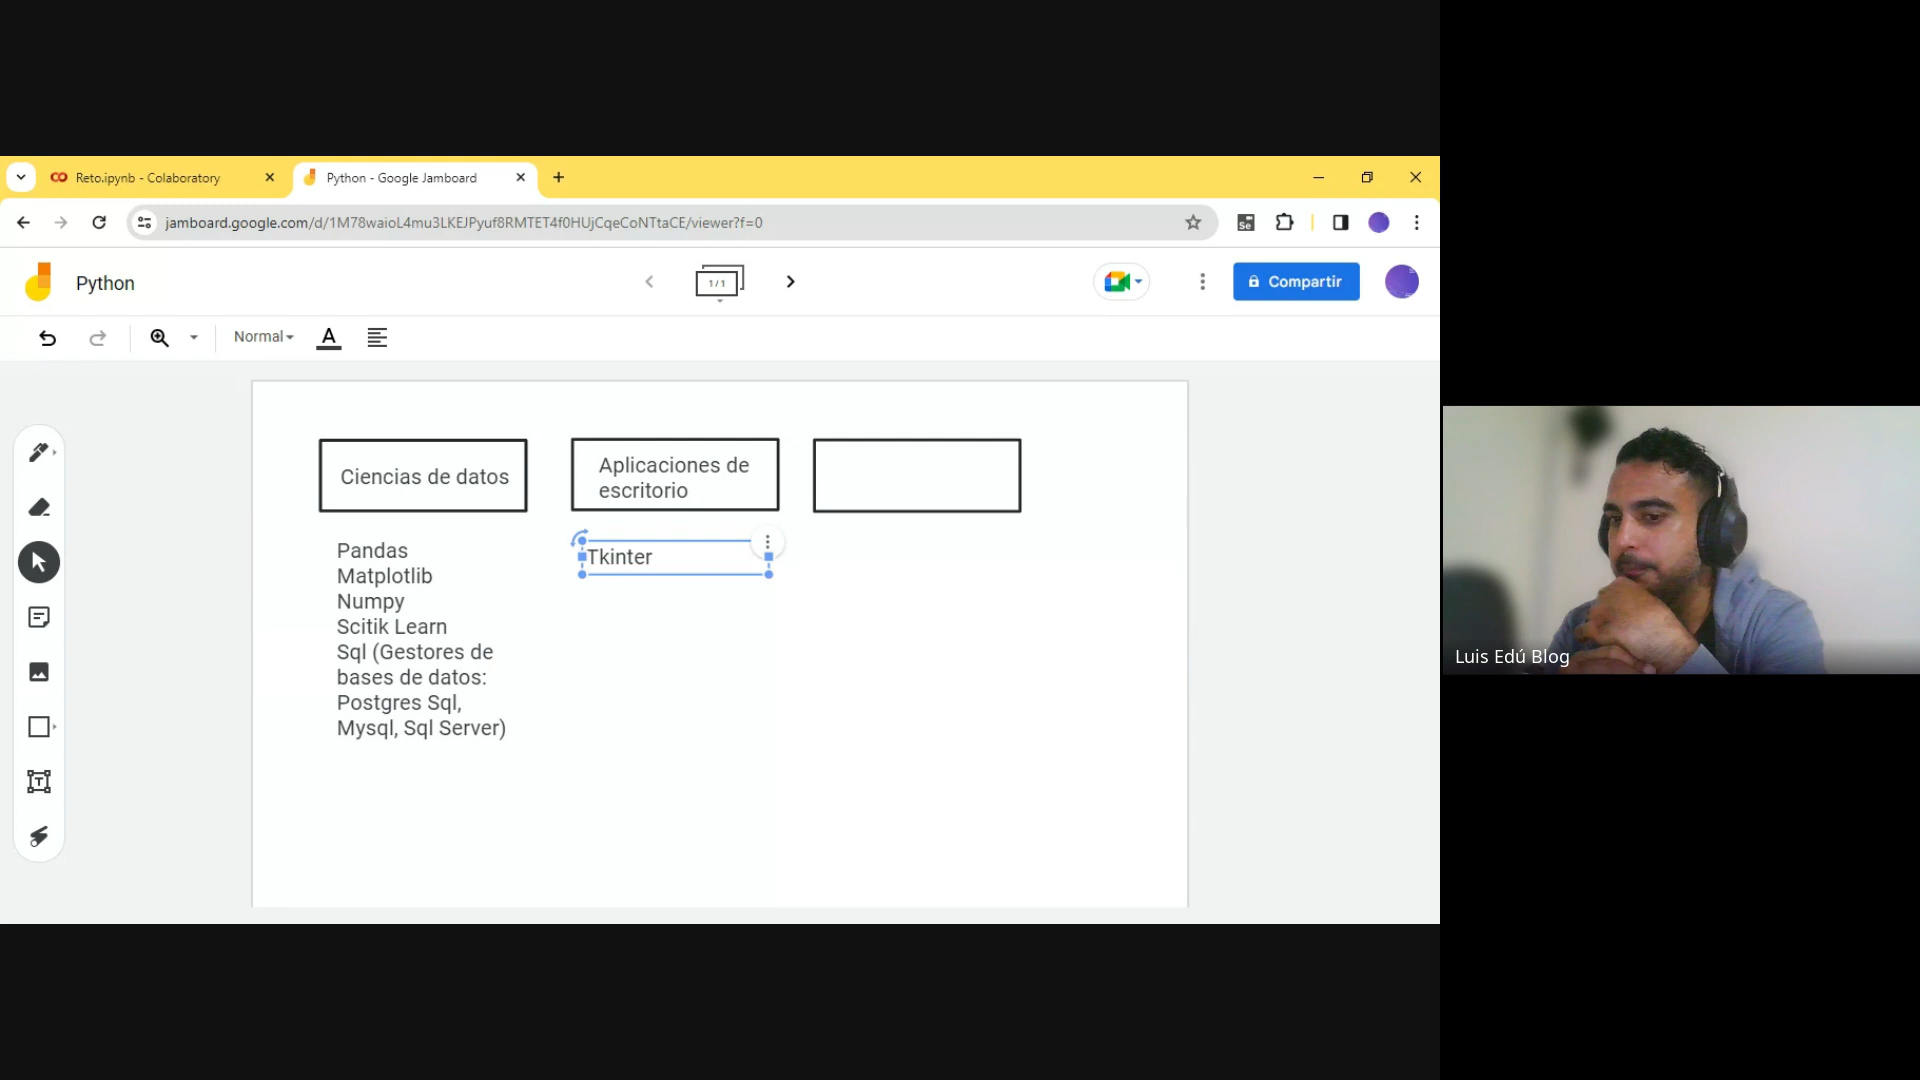 Reto.ipynb - Colaboratory
Python - Google Jamboard
jamboard.google.com/d/1M78waioL4mu3LKEJPyuf8RMTET4f0HUjCqeCoNTtaCE/viewer?f=0
Se
Python
1 / 1
Compartir
Normal
A
Ciencias de datos
Aplicaciones de
escritorio
Pandas
Matplotlib
Numpy
Scitik Learn
Sql (Gestores de
bases de datos:
Postgres Sql,
Mysql, Sql Server)
Tkinter
Luis Edú Blog